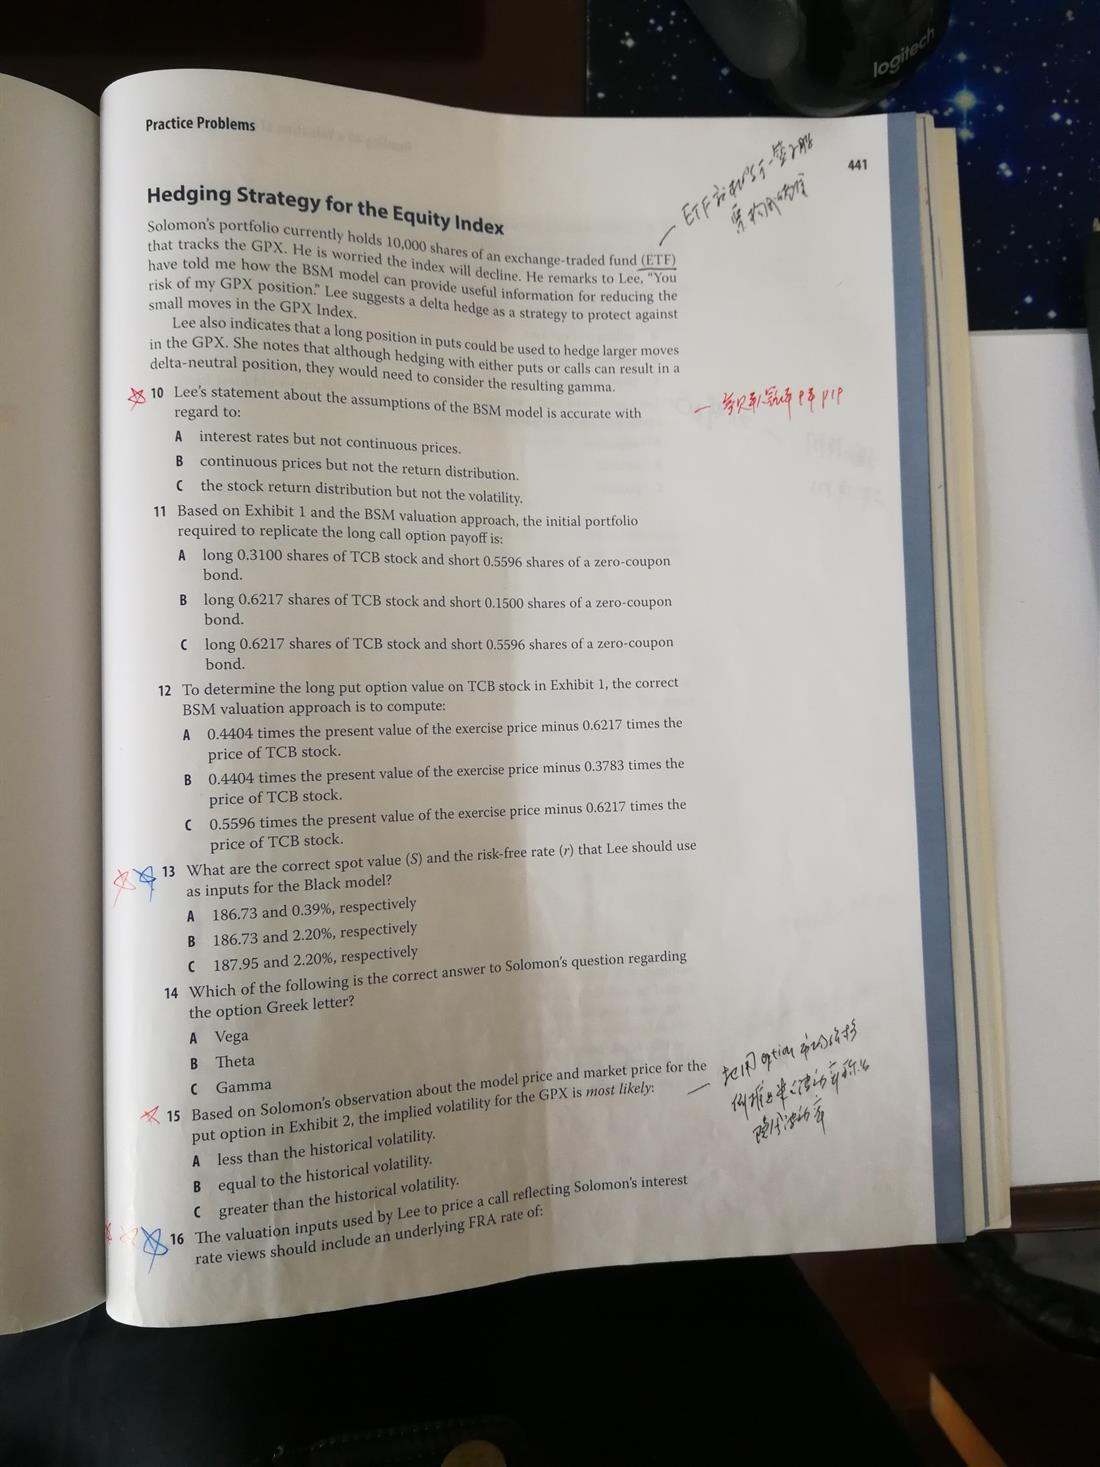 logitech
Practice Problems
441
Hedging Strategy for the Equity Index
Solomon's portfolio currently holds 10,000 shares of an exchange-traded fund (ETF)
that tracks the GPX. He is worried the index will decline. He remarks to Lee, "You
have told me how the BSM model can provide useful information for reducing the
risk of my GPX position." Lee suggests a delta hedge as a strategy to protect against
small moves in the GPX Index.
Lee also indicates that a long position in puts could be used to hedge larger moves
in the GPX. She notes that although hedging with either puts or calls can result in a
delta-neutral position, they would need to consider the resulting gamma.
10 Lee's statement about the assumptions of the BSM model is accurate with
regard to:
A interest rates but not continuous prices.
B continuous prices but not the return distribution.
C the stock return distribution but not the volatility.
11 Based on Exhibit 1 and the BSM valuation approach, the initial portfolio
required to replicate the long call option payoff is:
A long 0.3100 shares of TCB stock and short 0.5596 shares of a zero-coupon
bond.
B long 0.6217 shares of TCB stock and short 0.1500 shares of a zero-coupon
bond.
C long 0.6217 shares of TCB stock and short 0.5596 shares of a zero-coupon
bond.
12 To determine the long put option value on TCB stock in Exhibit 1, the correct
BSM valuation approach is to compute:
A 0.4404 times the present value of the exercise price minus 0.6217 times the
price of TCB stock.
B 0.4404 times the present value of the exercise price minus 0.3783 times the
price of TCB stock.
C 0.5596 times the present value of the exercise price minus 0.6217 times the
price of TCB stock.
13 What are the correct spot value (S) and the risk-free rate (r) that Lee should use
as inputs for the Black model?
A 186.73 and 0.39%, respectively
B 186.73 and 2.20%, respectively
C 187.95 and 2.20%, respectively
14 Which of the following is the correct answer to Solomon's question regarding
the option Greek letter?
A Vega
B Theta
C Gamma
15 Based on Solomon's observation about the model price and market price for the
put option in Exhibit 2, the implied volatility for the GPX is most likely:
A less than the historical volatility.
B equal to the historical volatility.
C greater than the historical volatility.
16 The valuation inputs used by Lee to price a call reflecting Solomon's interest
rate views should include an underlying FRA rate of:
ETF
option